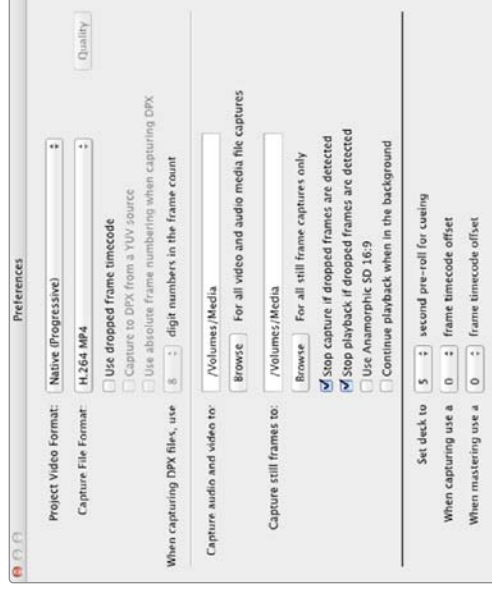 Preferences
Project Video Format: Native (Progressive)
Capture File Format: H.264 MP4 Quality
Use dropped frame timecode
Capture to DPX from a YUV source
Use absolute frame numbering when capturing DPX
When capturing DPX files, use 8 digit numbers in the frame count
Capture audio and video to: /Volumes/Media
Browse For all video and audio media file captures
Capture still frames to: /Volumes/Media
Browse For all still frame captures only
Stop capture if dropped frames are detected
Stop playback if dropped frames are detected
Use Anamorphic SD 16:9
Continue playback when in the background
Set deck to 5 second pre-roll for cueing
When capturing use a 0 frame timecode offset
When mastering use a 0 frame timecode offset